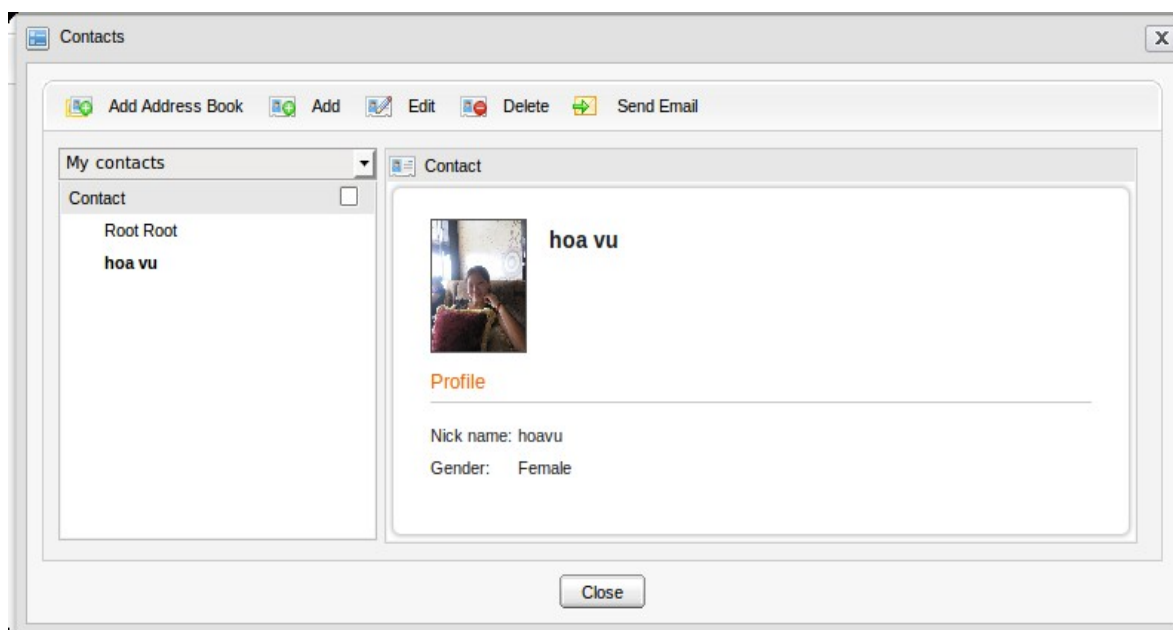 Contacts
X
Add Address Book Add Edit Delete Send Email
My contacts
Contact
Root Root
hoa vu
Contact
hoa vu
Profile
Nick name: hoavu
Gender: Female
Close